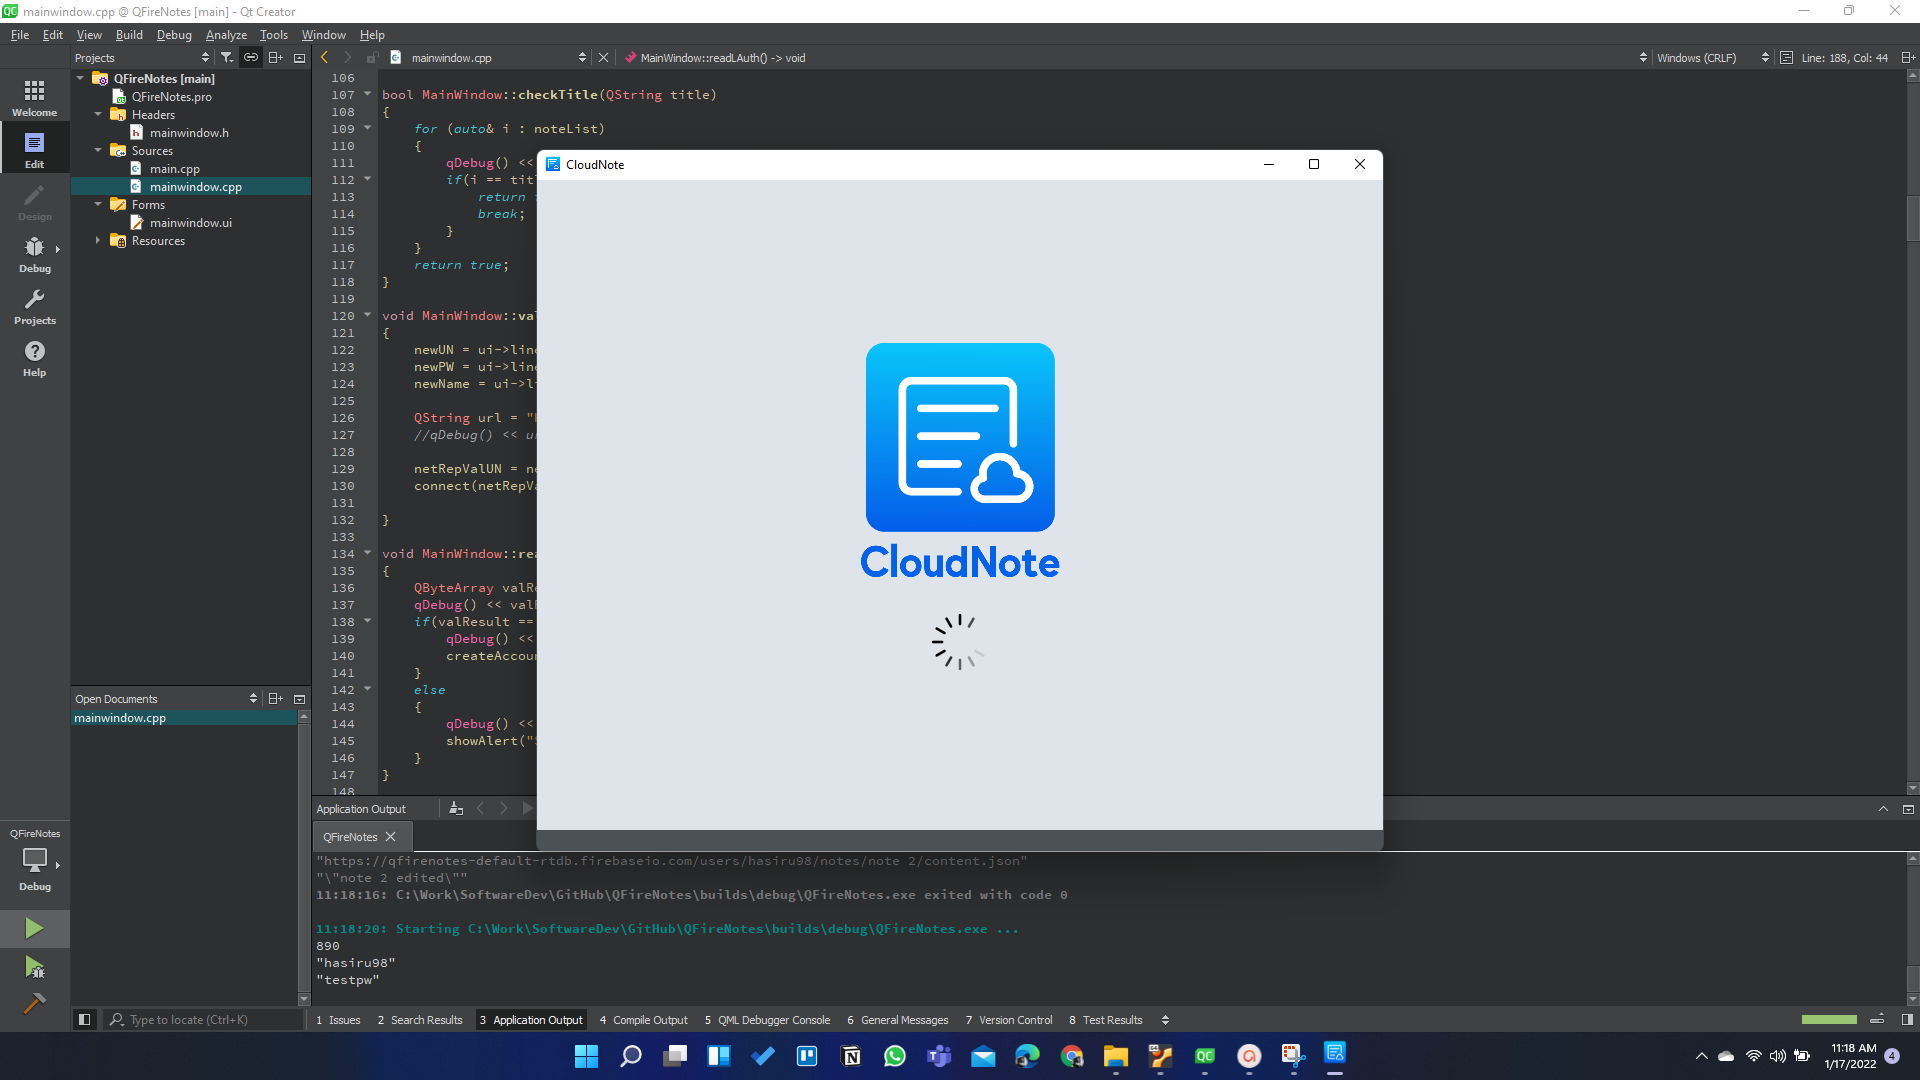 mainwindow.cpp @ QFireNotes [main] - Qt Creator
File Edit View Build Debug Analyze Tools Window Help
Projects
mainwindow.cpp
MainWindow::readLAuth() -> void
Windows (CRLF)
Line: 188, Col: 44
Welcome
Edit
Design
Debug
Projects
Help
QFireNotes [main]
QFireNotes.pro
Headers
mainwindow.h
Sources
main.cpp
mainwindow.cpp
Forms
mainwindow.ui
Resources
Open Documents
mainwindow.cpp
106
107 bool MainWindow::checkTitle(QString title)
108 {
109 for (auto& i : noteList)
110 {
111 qDebug() <<
112 if(i == tit
113 return
114 break;
115 }
116 }
117 return true;
118 }
119
120 void MainWindow::val
121 {
122 newUN = ui->line
123 newPW = ui->line
124 newName = ui->li
125
126 QString url = "
127 //qDebug() << u
128
129 netRepValUN = n
130 connect(netRepVa
131
132 }
133
134 void MainWindow::rea
135 {
136 QByteArray valRe
137 qDebug() << val
138 if(valResult ==
139 qDebug() <<
140 createAccoun
141 }
142 else
143 {
144 qDebug() <<
145 showAlert("
146 }
147 }
148
CloudNote
CloudNote
Application Output
QFireNotes
"https://qfirenotes-default-rtdb.firebaseio.com/users/hasiru98/notes/note 2/content.json"
"\"note 2 edited\""
11:18:16: C:\Work\SoftwareDev\GitHub\QFireNotes\builds\debug\QFireNotes.exe exited with code 0
11:18:20: Starting C:\Work\SoftwareDev\GitHub\QFireNotes\builds\debug\QFireNotes.exe ...
890
"hasiru98"
"testpw"
QFireNotes
Debug
Type to locate (Ctrl+K)
1 Issues 2 Search Results 3 Application Output 4 Compile Output 5 QML Debugger Console 6 General Messages 7 Version Control 8 Test Results
11:18 AM
1/17/2022
4